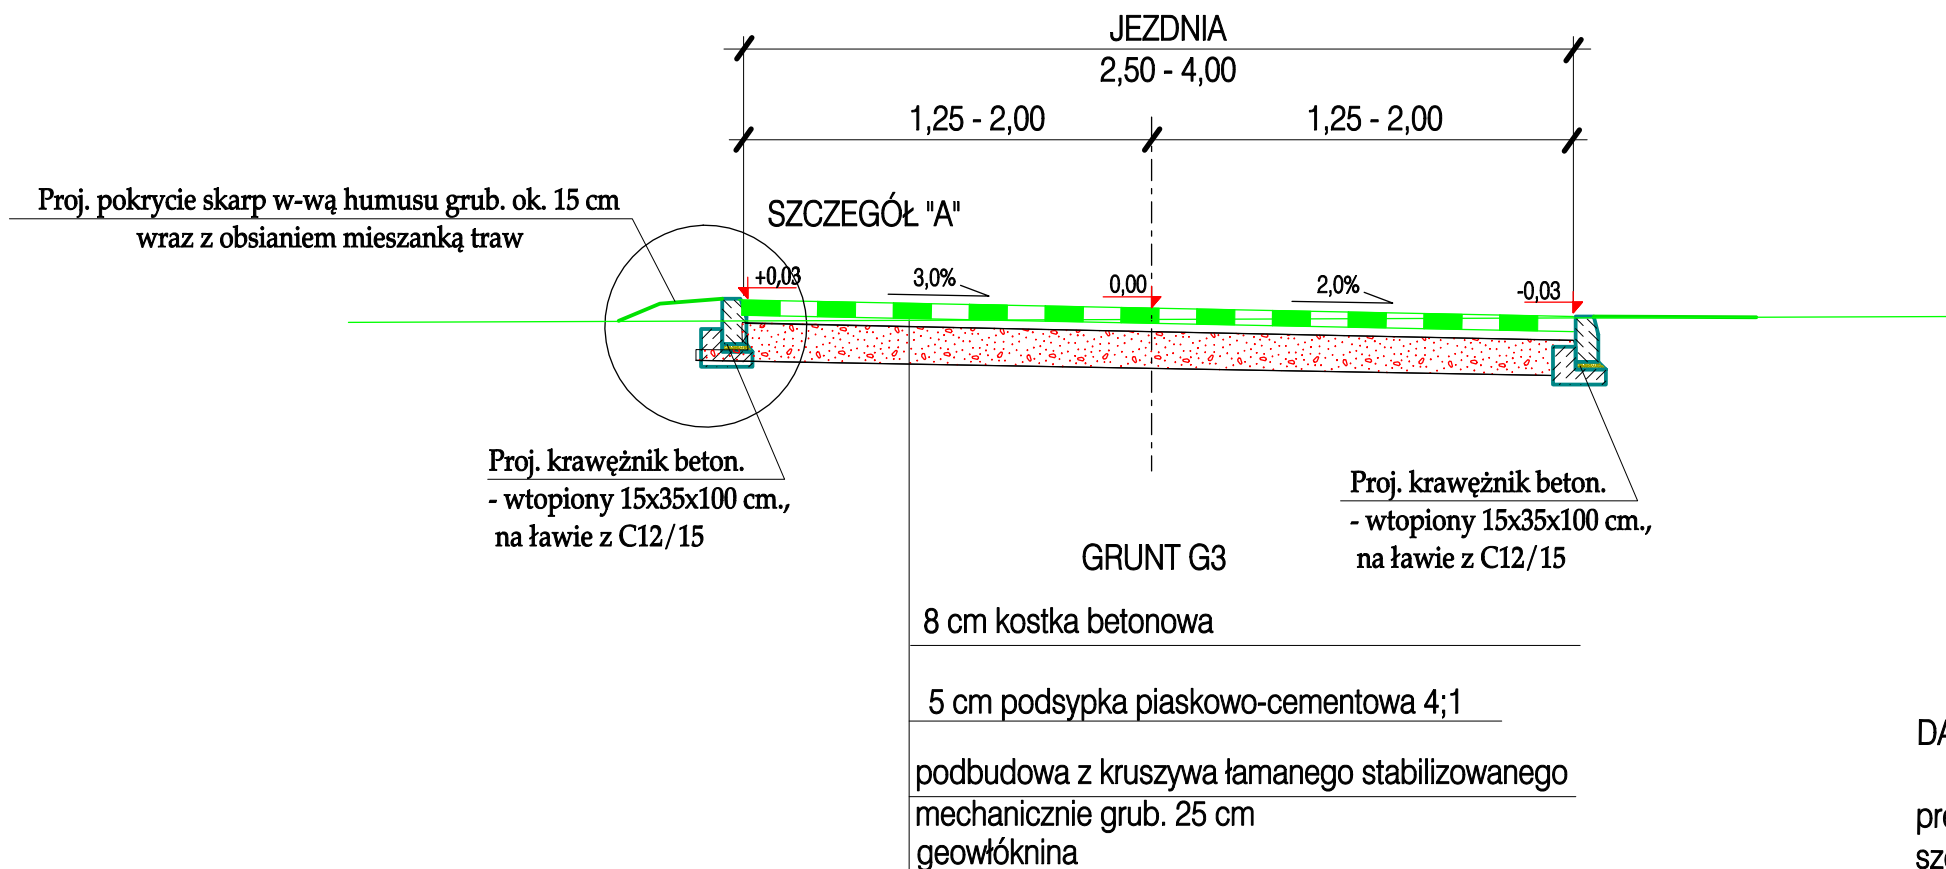 JEZDNIA
2,50 - 4,00
1,25 - 2,00
1,25 - 2,00
Proj. pokrycie skarp w-wą humusu grub. ok. 15 cm
wraz z obsianiem mieszanką traw
SZCZEGÓŁ "A"
+0,03
3,0%
0,00
2,0%
-0,03
Proj. krawężnik beton.
- wtopiony 15x35x100 cm.,
na ławie z C12/15
Proj. krawężnik beton.
- wtopiony 15x35x100 cm.,
na ławie z C12/15
GRUNT G3
8 cm kostka betonowa
5 cm podsypka piaskowo-cementowa 4;1
podbudowa z kruszywa łamanego stabilizowanego
mechanicznie grub. 25 cm
geowłóknina